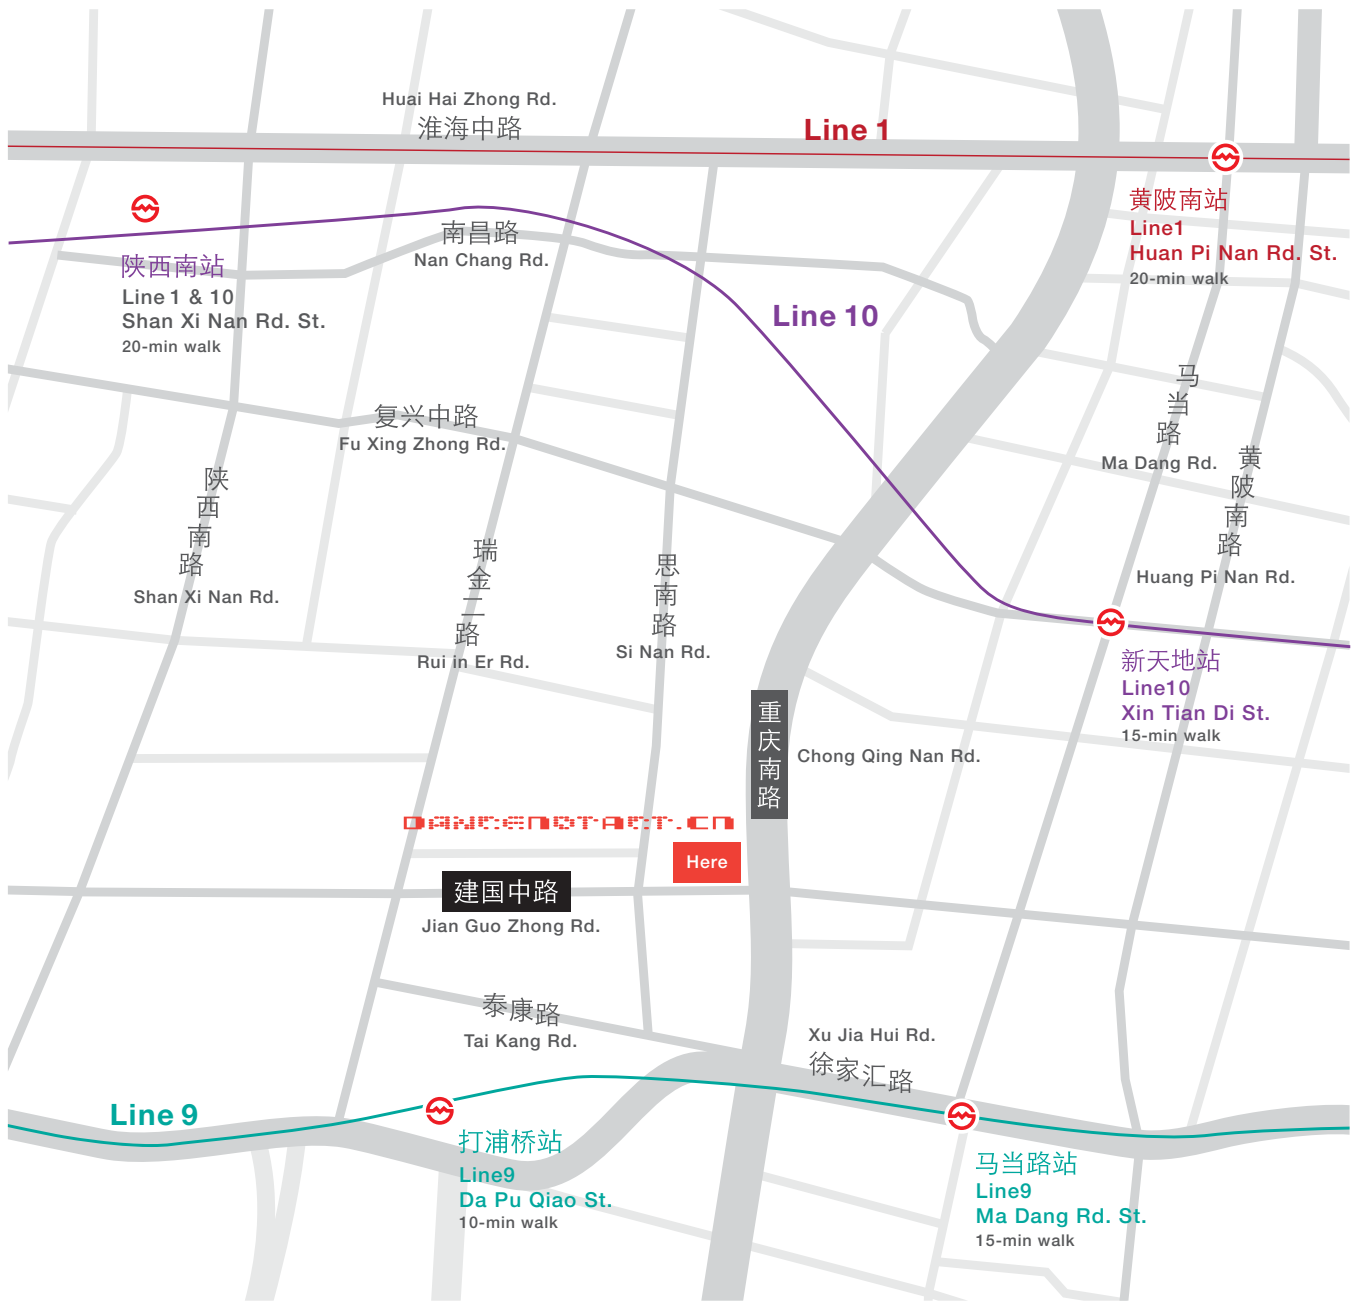 Huai Hai Zhong Rd.
淮海中路
Line 1
黄陂南站
Line1
Huan Pi Nan Rd. St.
20-min walk
南昌路
Nan Chang Rd.
陕西南站
Line 1 & 10
Shan Xi Nan Rd. St.
20-min walk
Line 10
马当路
Ma Dang Rd.
复兴中路
Fu Xing Zhong Rd.
黄陂南路
Huang Pi Nan Rd.
陕西南路
Shan Xi Nan Rd.
瑞金二路
Rui in Er Rd.
思南路
Si Nan Rd.
新天地站
Line10
Xin Tian Di St.
15-min walk
重庆南路
Chong Qing Nan Rd.
DANCENDTACT.CN
Here
建国中路
Jian Guo Zhong Rd.
泰康路
Tai Kang Rd.
Xu Jia Hui Rd.
徐家汇路
Line 9
打浦桥站
Line9
Da Pu Qiao St.
10-min walk
马当路站
Line9
Ma Dang Rd. St.
15-min walk